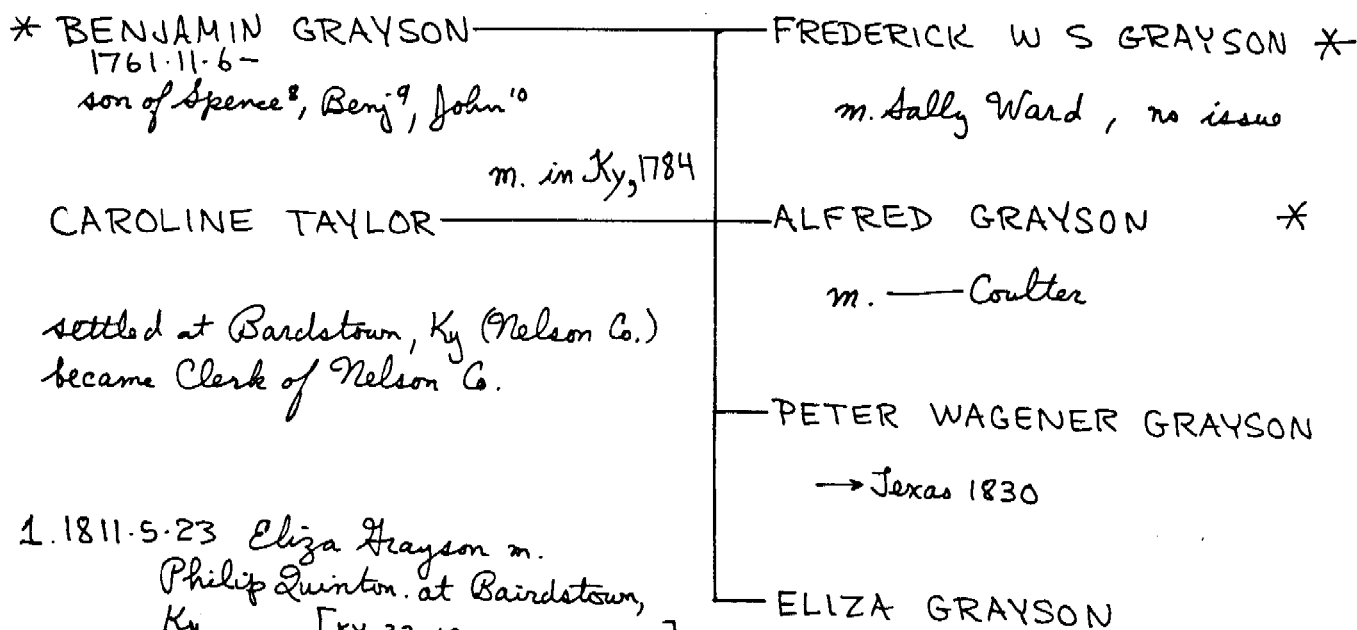 * BENJAMIN GRAYSON
1761.11.6-
son of Spence⁸, Benj⁹, John¹⁰
m. in Ky, 1784
CAROLINE TAYLOR
settled at Bardstown, Ky (Nelson Co.)
became Clerk of Nelson Co.
1. 1811.5.23 Eliza Grayson m.
Philip Quinton. at Bairdstown,
Ky
FREDERICK W S GRAYSON *
m. Sally Ward, no issue
ALFRED GRAYSON *
m. — Coulter
PETER WAGENER GRAYSON
→ Texas 1830
ELIZA GRAYSON